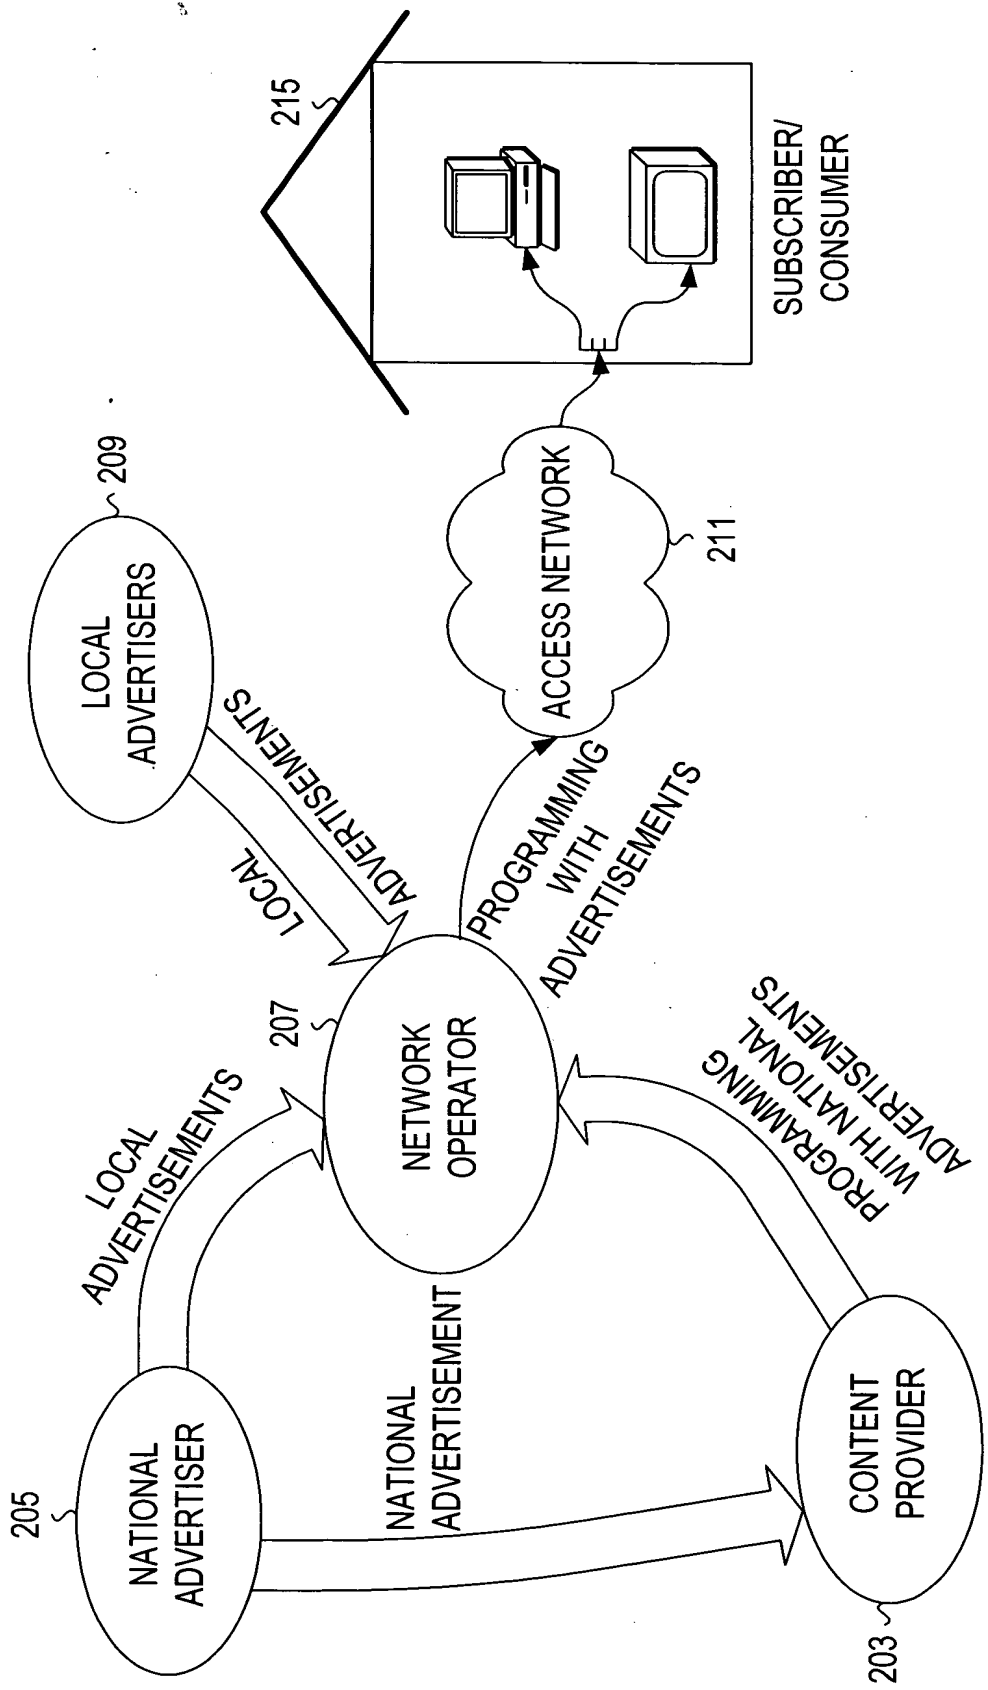 205
NATIONAL
ADVERTISER
LOCAL
ADVERTISEMENTS
207
NETWORK
OPERATOR
LOCAL
ADVERTISEMENTS
LOCAL
ADVERTISERS
209
215
NATIONAL
ADVERTISEMENT
PROGRAMMING
WITH
ADVERTISEMENTS
ACCESS NETWORK
211
SUBSCRIBER/
CONSUMER
203
CONTENT
PROVIDER
PROGRAMMING
WITH NATIONAL
ADVERTISEMENTS